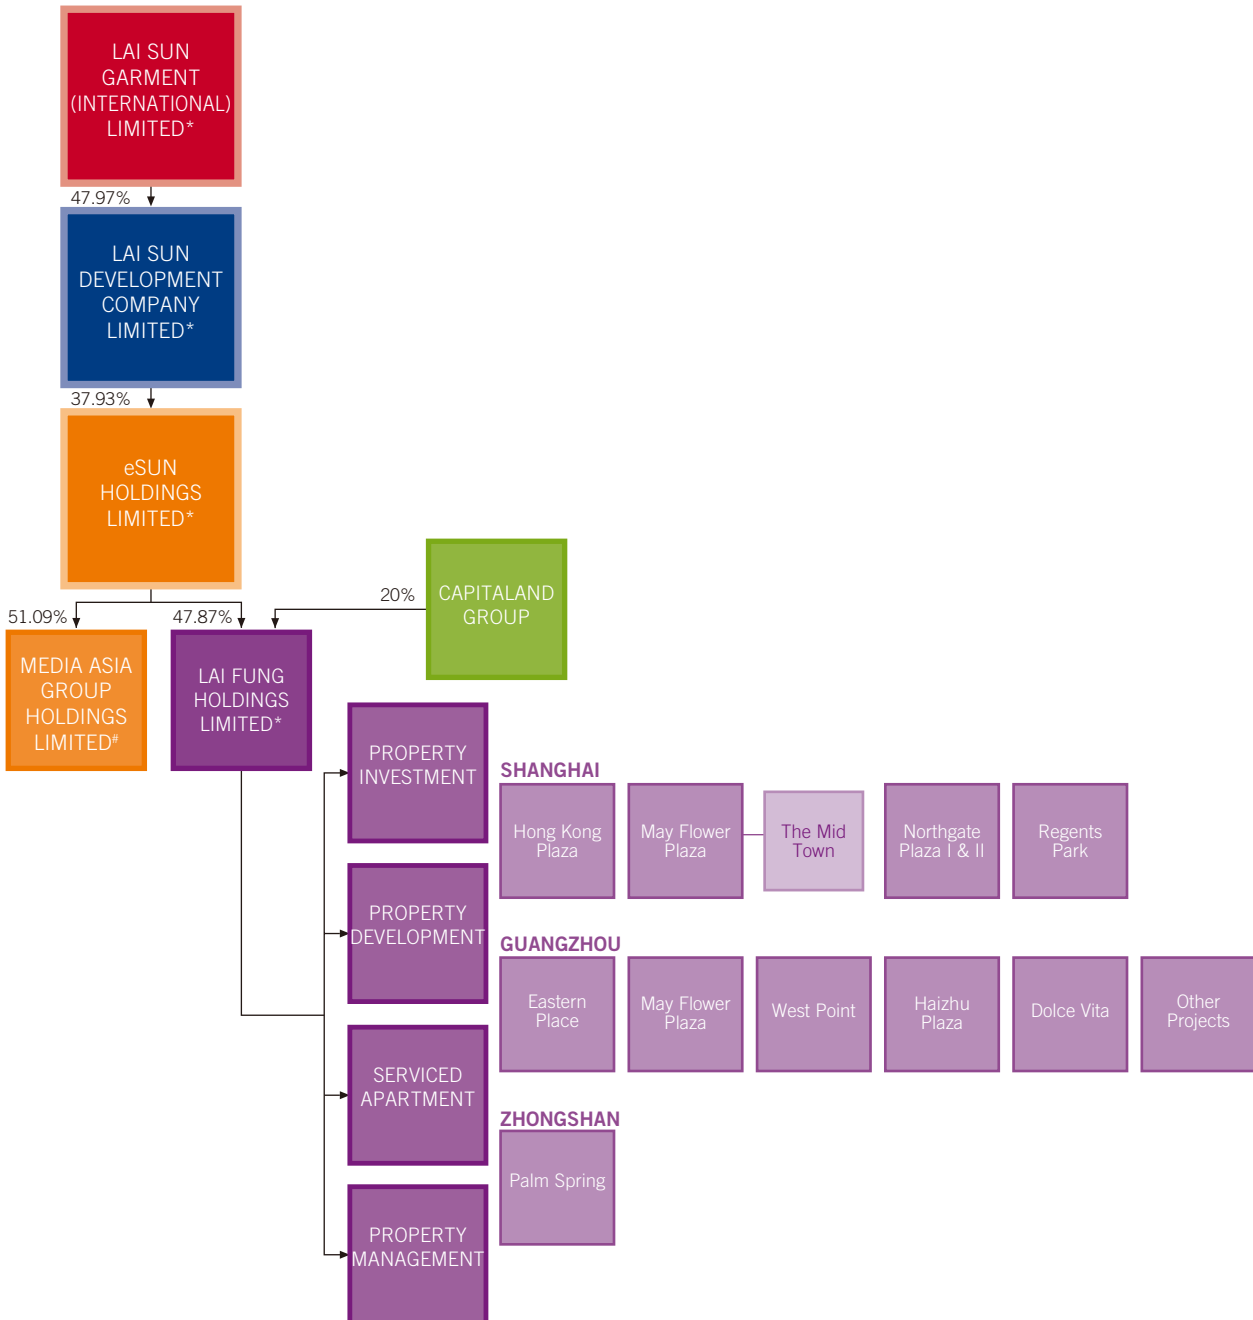 LAI SUN
GARMENT
(INTERNATIONAL)
LIMITED*
47.97%
LAI SUN
DEVELOPMENT
COMPANY
LIMITED*
37.93%
eSUN
HOLDINGS
LIMITED*
51.09%
47.87%
20%
CAPITALAND
GROUP
MEDIA ASIA
GROUP
HOLDINGS
LIMITED#
LAI FUNG
HOLDINGS
LIMITED*
PROPERTY
INVESTMENT
SHANGHAI
Hong Kong
Plaza
May Flower
Plaza
The Mid
Town
Northgate
Plaza I & II
Regents
Park
PROPERTY
DEVELOPMENT
GUANGZHOU
Eastern
Place
May Flower
Plaza
West Point
Haizhu
Plaza
Dolce Vita
Other
Projects
SERVICED
APARTMENT
ZHONGSHAN
Palm Spring
PROPERTY
MANAGEMENT